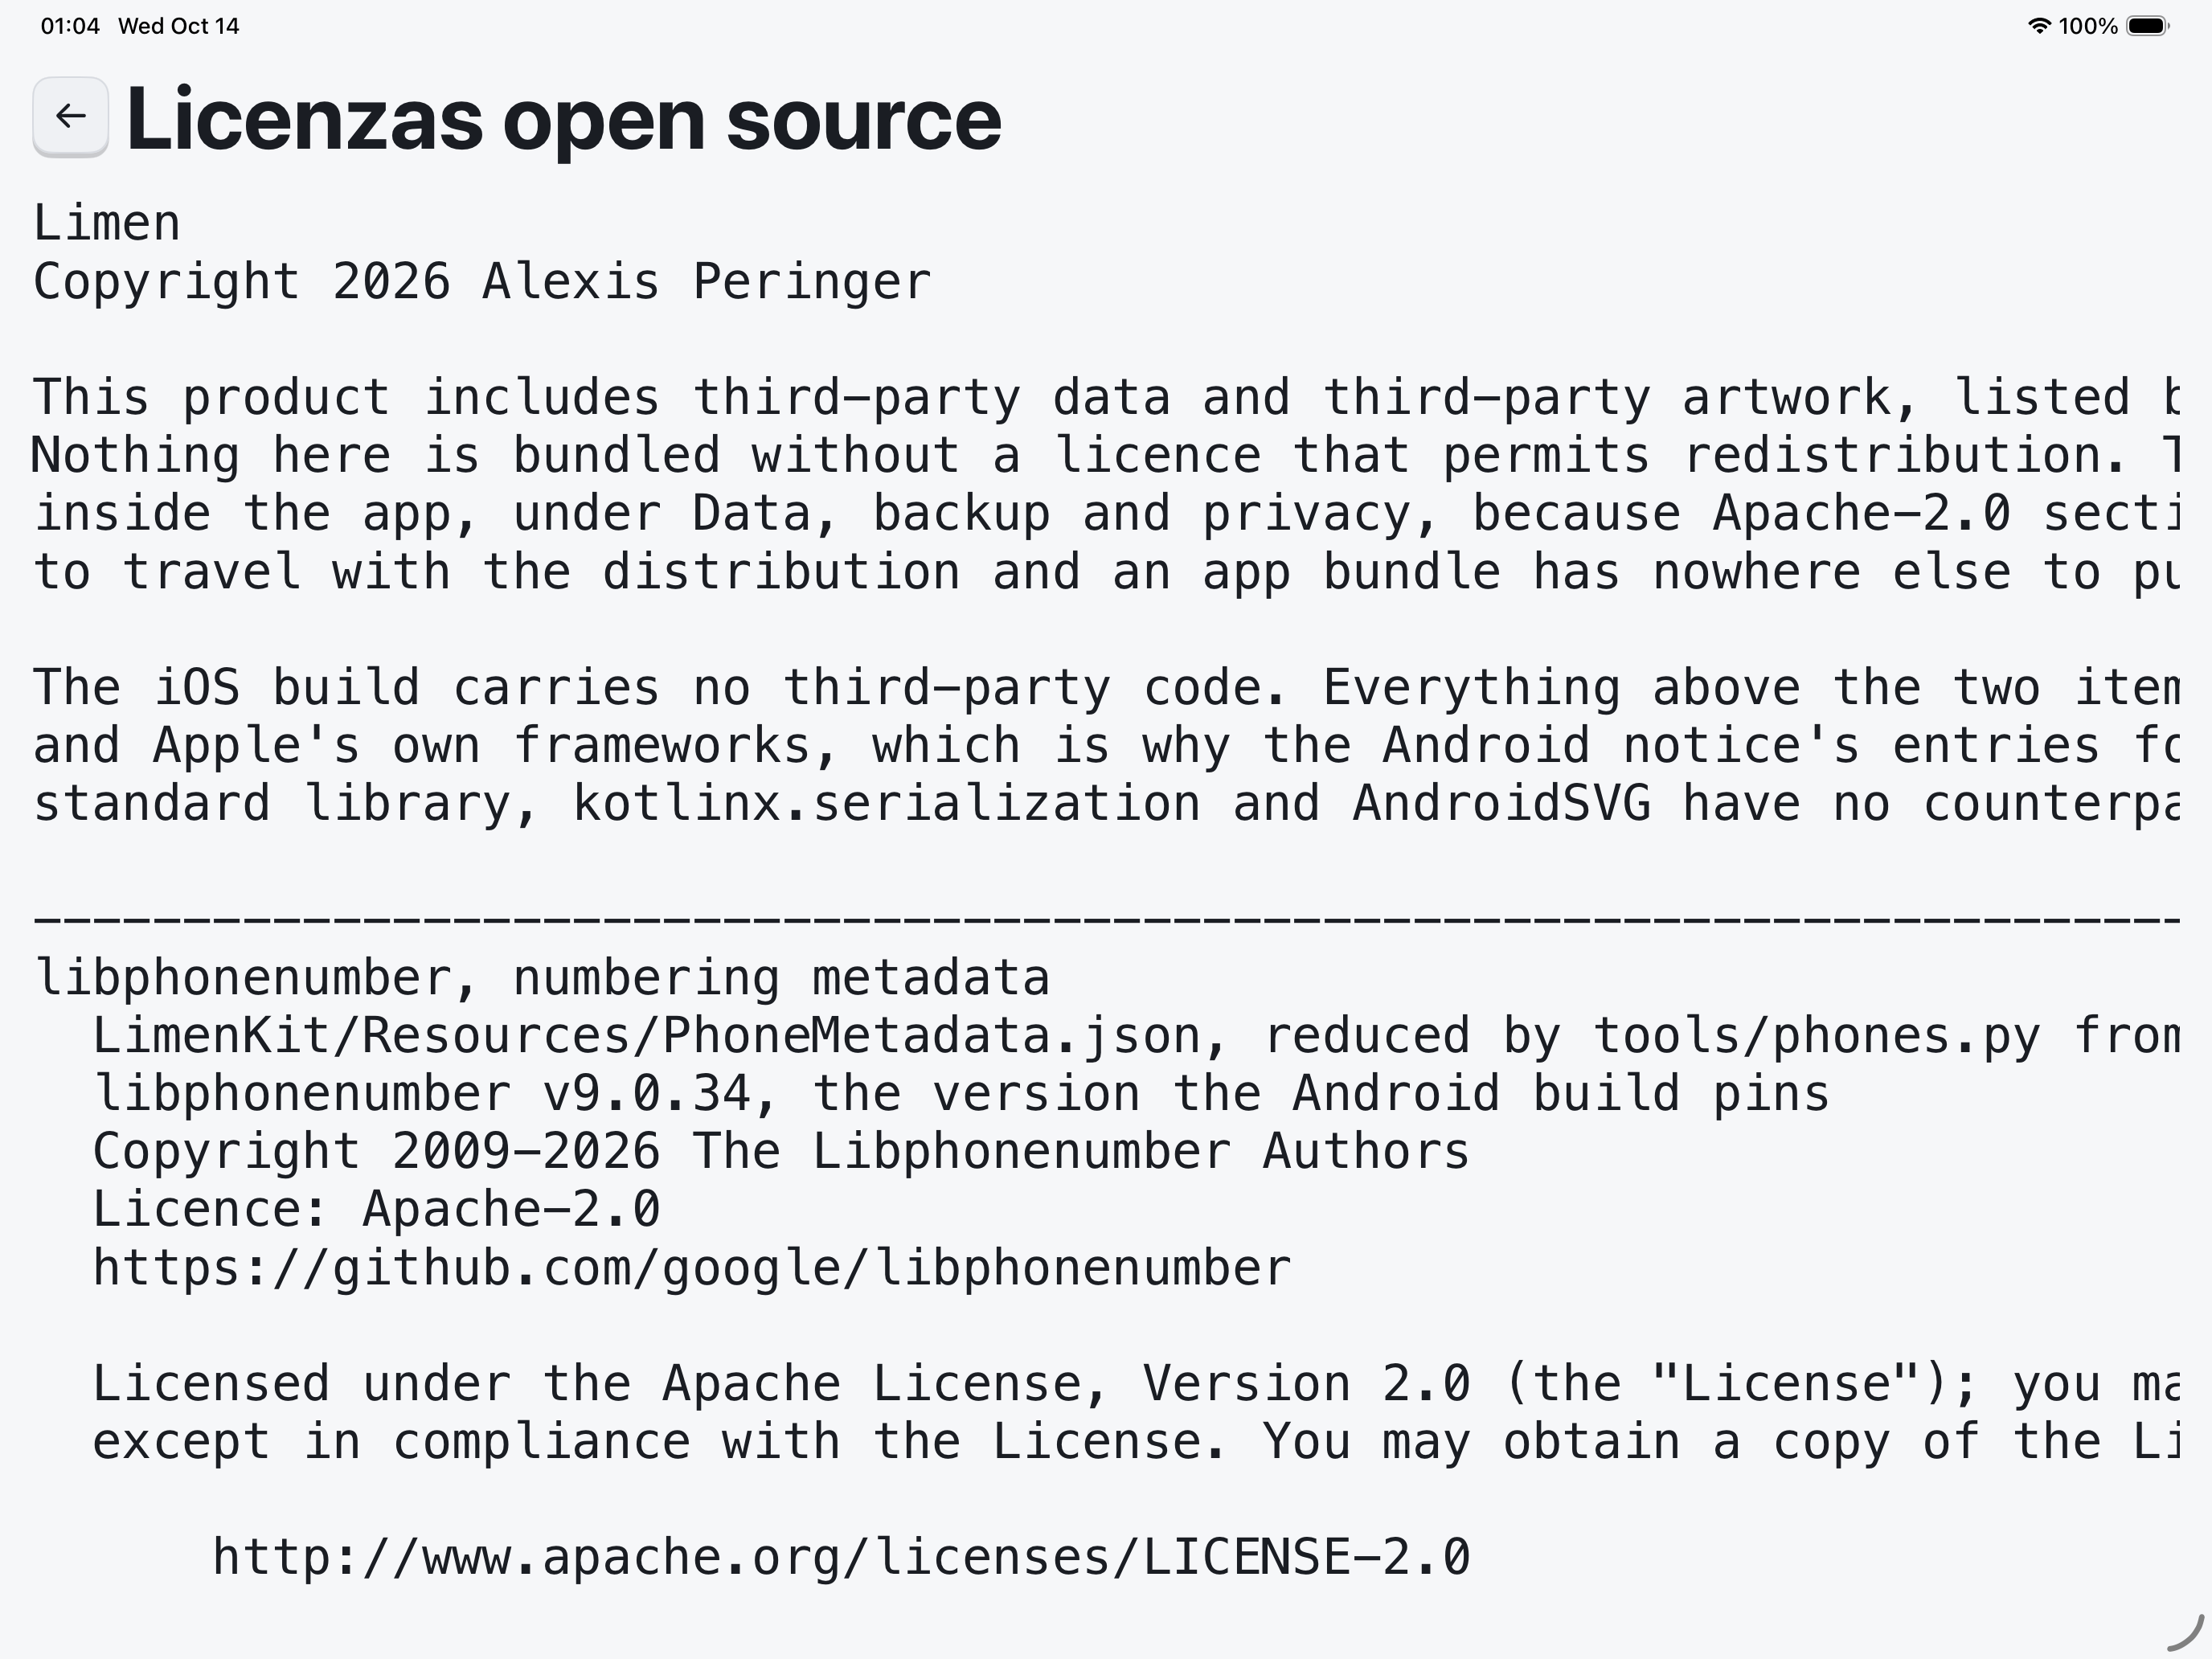 01:04 Wed Oct 14
100%
Licenzas open source
Limen
Copyright 2026 Alexis Peringer
This product includes third-party data and third-party artwork, listed
Nothing here is bundled without a licence that permits redistribution.
inside the app, under Data, backup and privacy, because Apache-2.0
to travel with the distribution and an app bundle has nowhere else to
The iOS build carries no third-party code. Everything above the two
and Apple's own frameworks, which is why the Android notice's entries
standard library, kotlinx.serialization and AndroidSVG have no
------------------------------------------------------------------------
libphonenumber, numbering metadata
LimenKit/Resources/PhoneMetadata.json, reduced by tools/phones.py from
libphonenumber v9.0.34, the version the Android build pins
Copyright 2009-2026 The Libphonenumber Authors
Licence: Apache-2.0
https://github.com/google/libphonenumber
Licensed under the Apache License, Version 2.0 (the "License"); you
except in compliance with the License. You may obtain a copy of the
http://www.apache.org/licenses/LICENSE-2.0